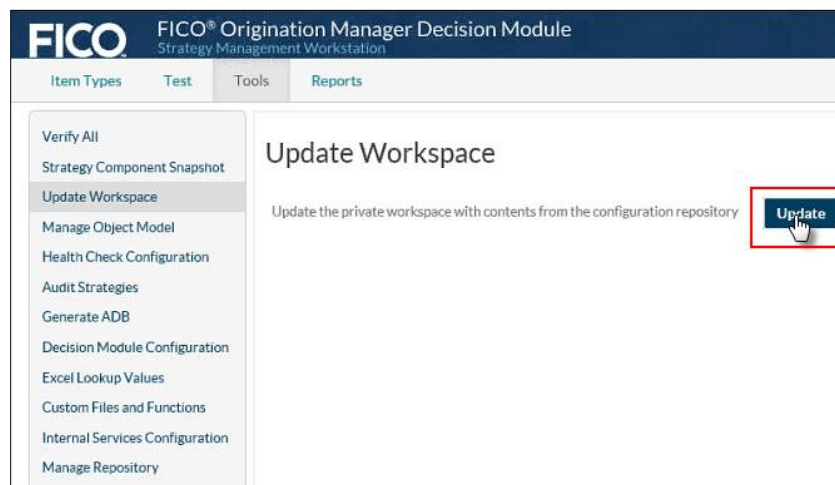 FICO® Origination Manager Decision Module
Strategy Management Workstation
Item Types Test Tools Reports
Verify All
Strategy Component Snapshot
Update Workspace
Manage Object Model
Health Check Configuration
Audit Strategies
Generate ADB
Decision Module Configuration
Excel Lookup Values
Custom Files and Functions
Internal Services Configuration
Manage Repository
Update Workspace
Update the private workspace with contents from the configuration repository Update